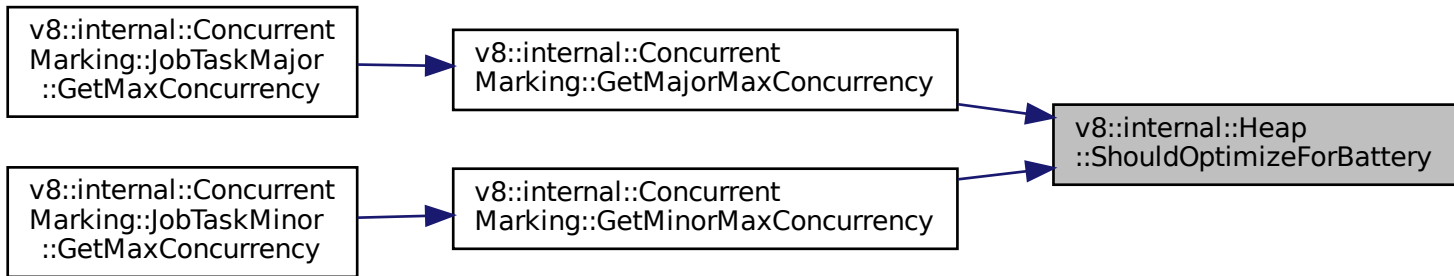 v8::internal::Concurrent
Marking::JobTaskMajor
::GetMaxConcurrency
v8::internal::Concurrent
Marking::GetMajorMaxConcurrency
v8::internal::Heap
::ShouldOptimizeForBattery
v8::internal::Concurrent
Marking::JobTaskMinor
::GetMaxConcurrency
v8::internal::Concurrent
Marking::GetMinorMaxConcurrency